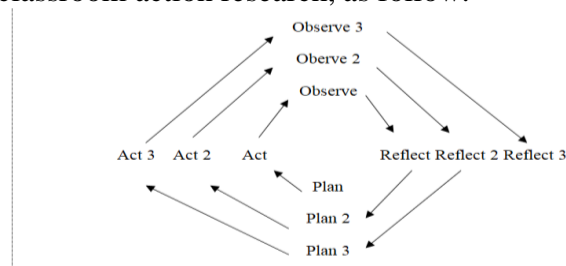 classroom action research, as follow:
Observe 3
Oberve 2
Observe
Act 3 Act 2 Act Reflect Reflect 2 Reflect 3
Plan
Plan 2
Plan 3